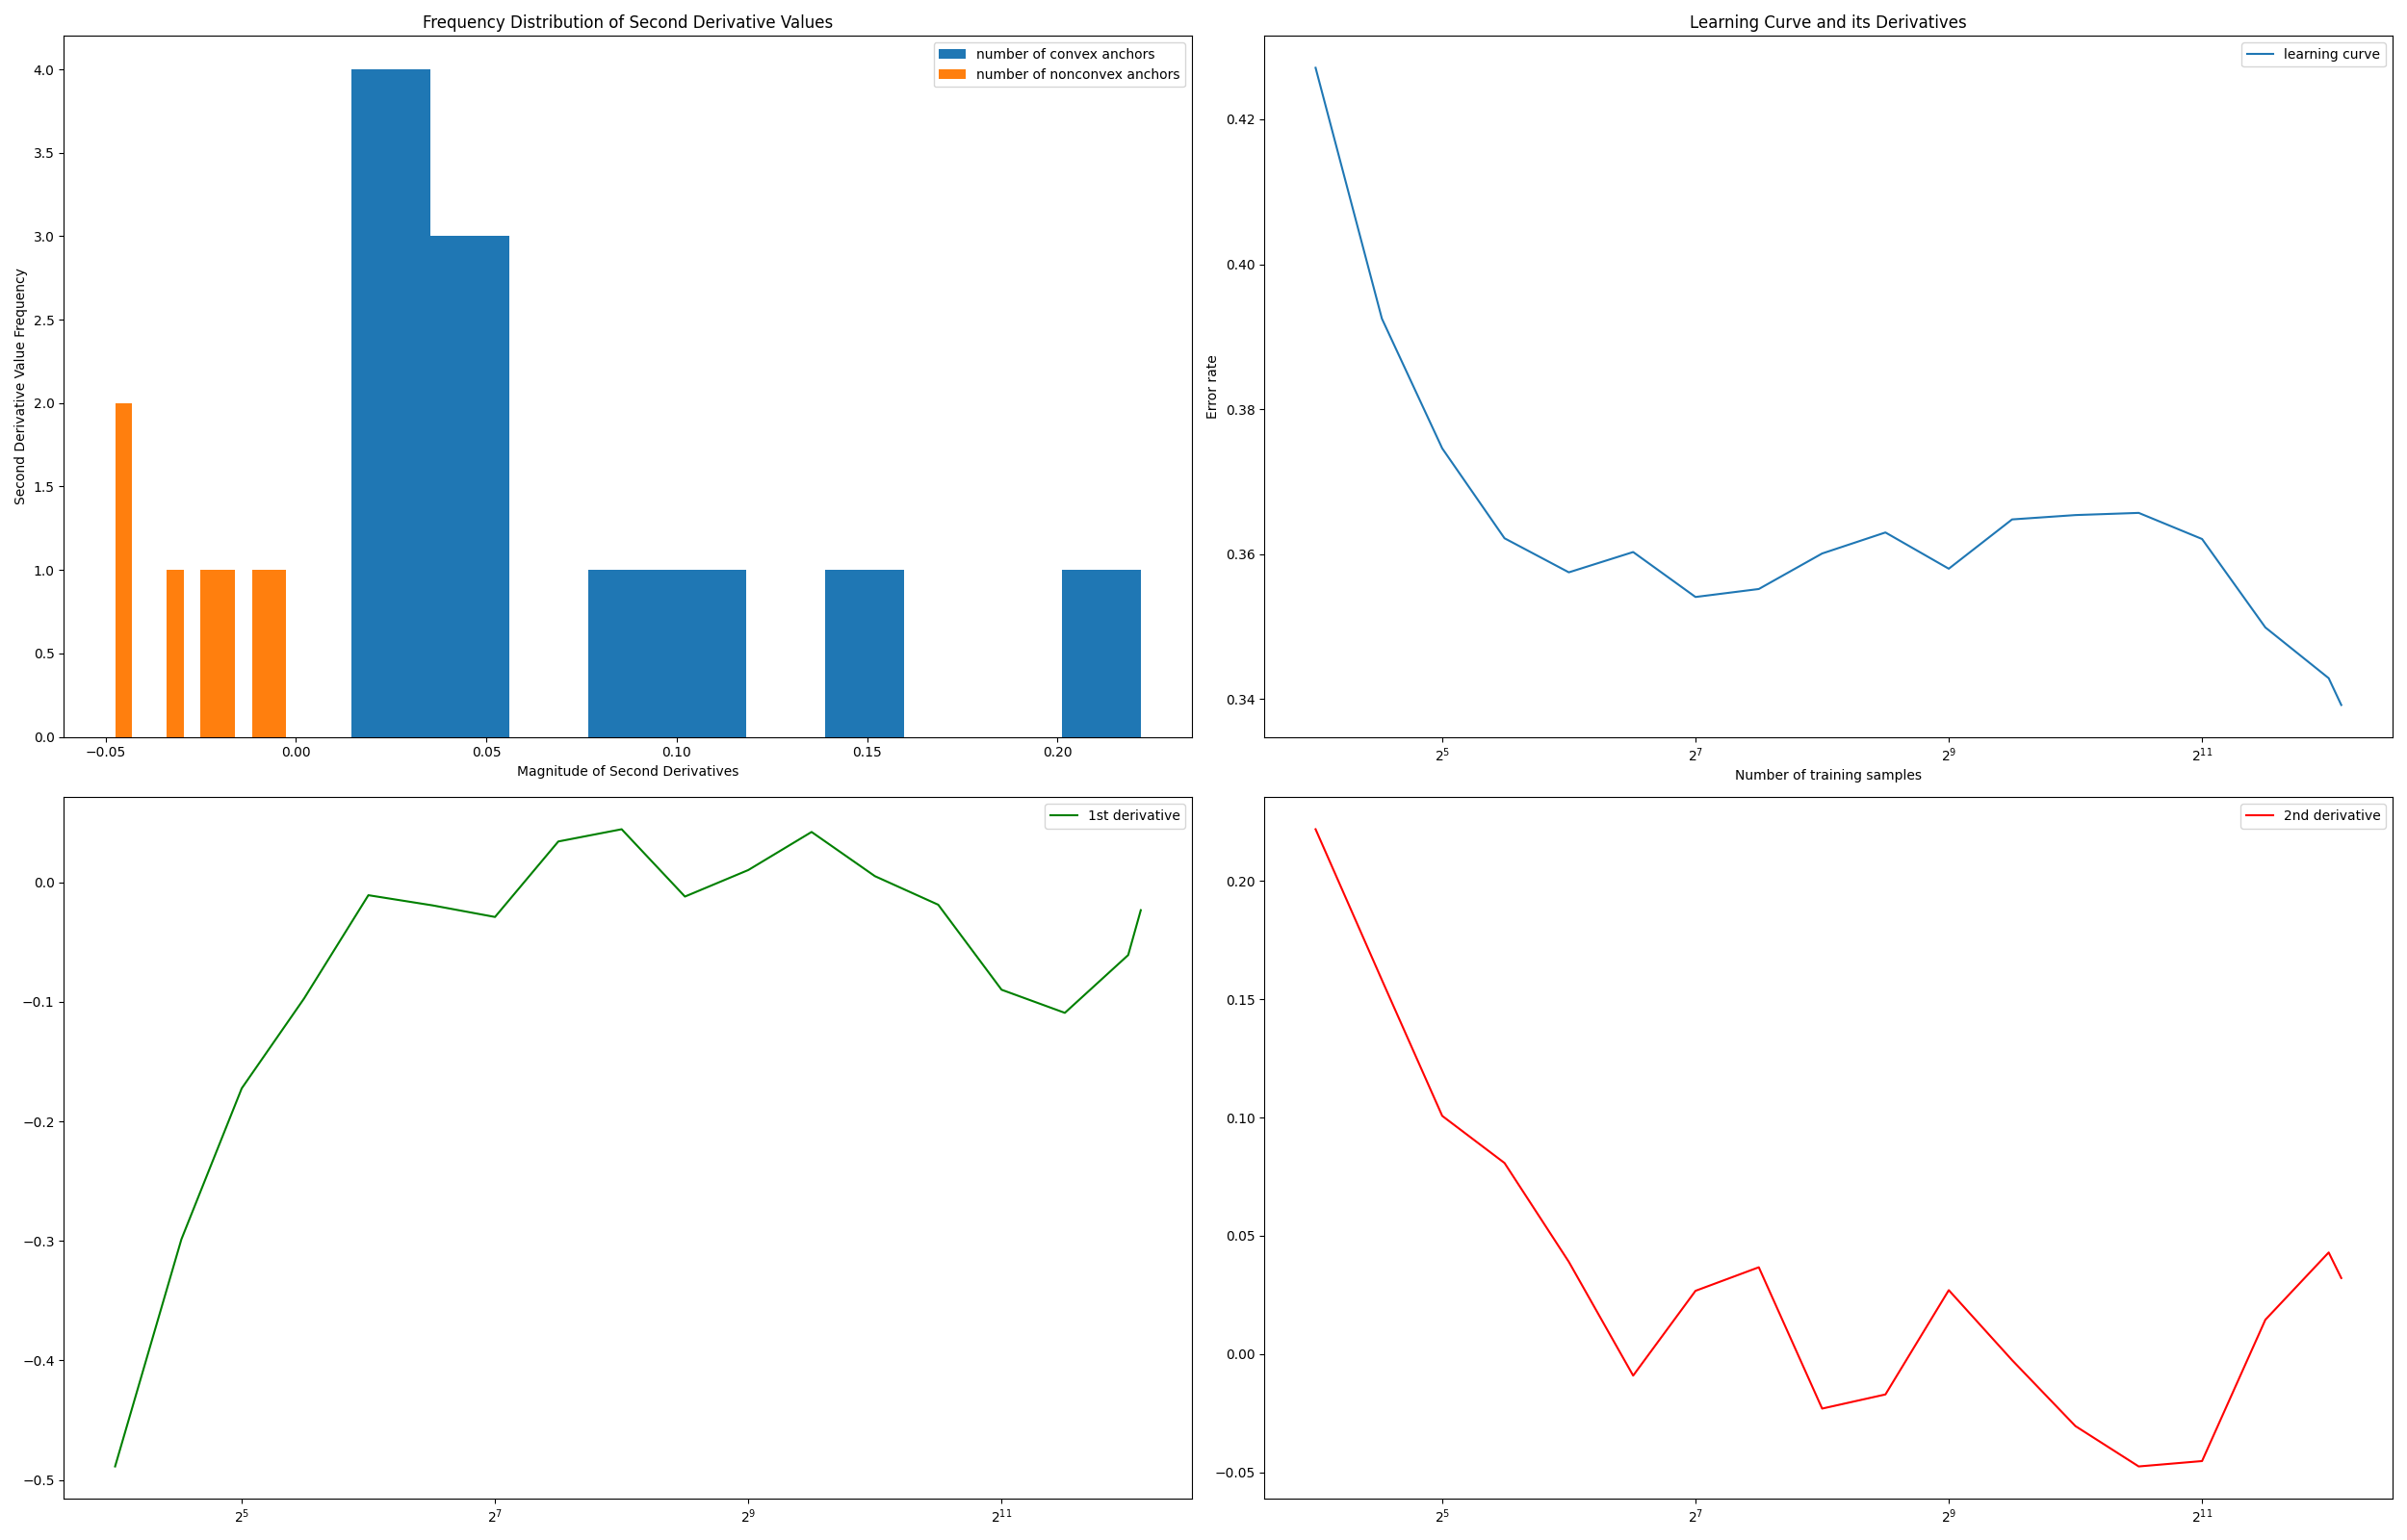 Frequency Distribution of Second Derivative Values
number of convex anchors
number of nonconvex anchors
4.0
3.5
3.0
2.5
2.0
1.5
1.0
0.5
0.0
Second Derivative Value Frequency
−0.05 0.00 0.05 0.10 0.15 0.20
Magnitude of Second Derivatives
Learning Curve and its Derivatives
learning curve
0.42
0.40
0.38
0.36
0.34
Error rate
2⁵ 2⁷ 2⁹ 2¹¹
Number of training samples
1st derivative
0.0
−0.1
−0.2
−0.3
−0.4
−0.5
2⁵ 2⁷ 2⁹ 2¹¹
2nd derivative
0.20
0.15
0.10
0.05
0.00
−0.05
2⁵ 2⁷ 2⁹ 2¹¹